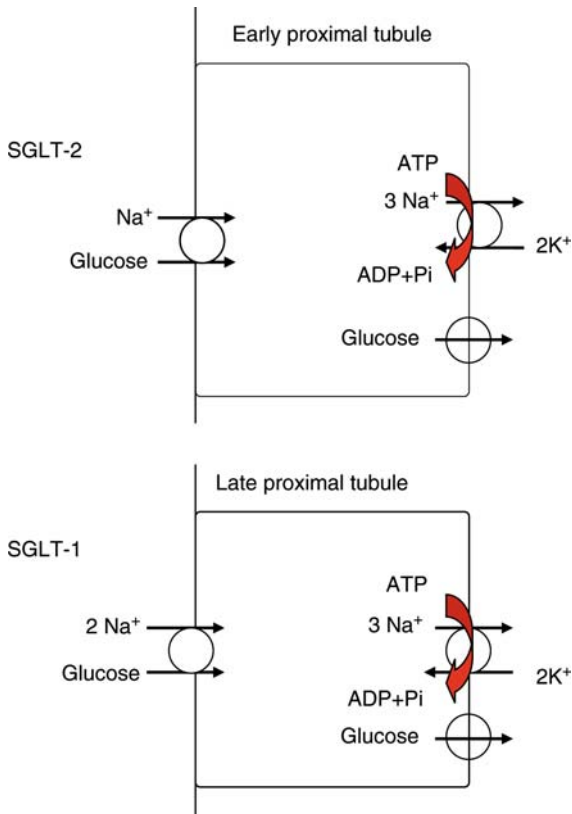 Early proximal tubule
SGLT-2
ATP
3 Na⁺
Na⁺
2K⁺
Glucose
ADP+Pi
Glucose
Late proximal tubule
SGLT-1
ATP
2 Na⁺
3 Na⁺
Glucose
2K⁺
ADP+Pi
Glucose